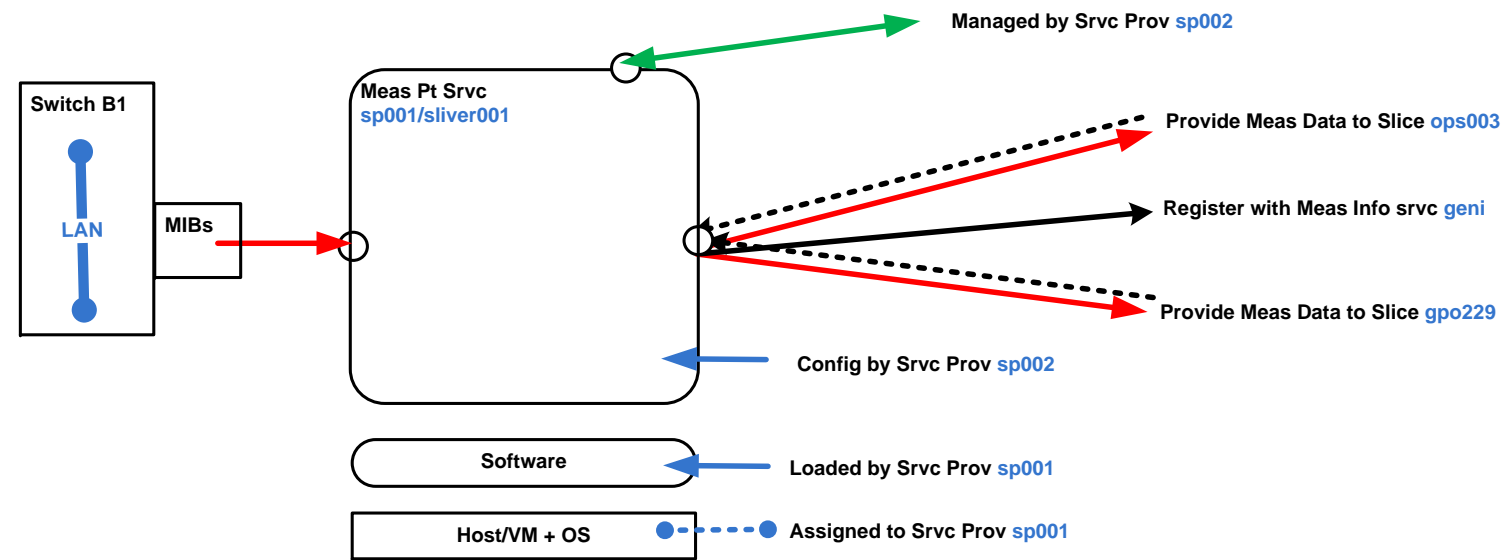 Managed by Srvc Prov sp002
Switch B1
Meas Pt Srvc
sp001/sliver001
Provide Meas Data to Slice ops003
LAN
MIBs
Register with Meas Info srvc geni
Provide Meas Data to Slice gpo229
Config by Srvc Prov sp002
Software
Loaded by Srvc Prov sp001
Host/VM + OS
Assigned to Srvc Prov sp001